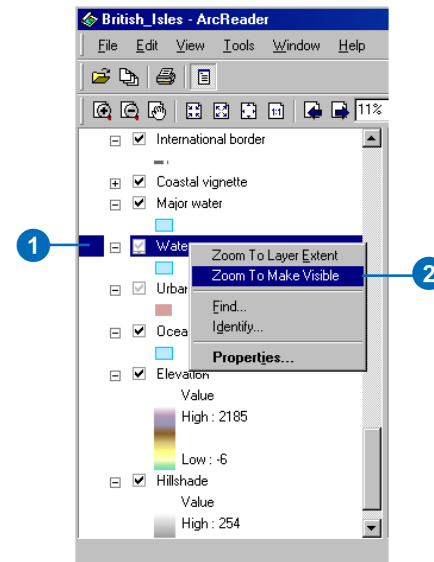 British_Isles - ArcReader
File Edit View Tools Window Help
11%
International border
Coastal vignette
Major water
1
Wate
Zoom To Layer Extent
Zoom To Make Visible
2
Urbar
Find...
Identify...
Ocea
Properties...
Elevation
Value
High : 2185
Low : -6
Hillshade
Value
High : 254